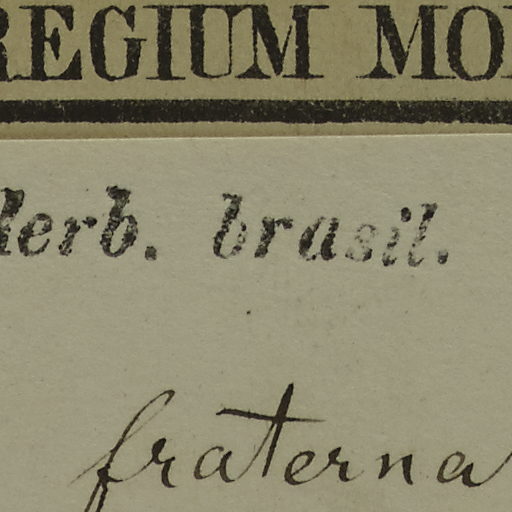 REGIUM MO
Herb. brasil.
fraterna